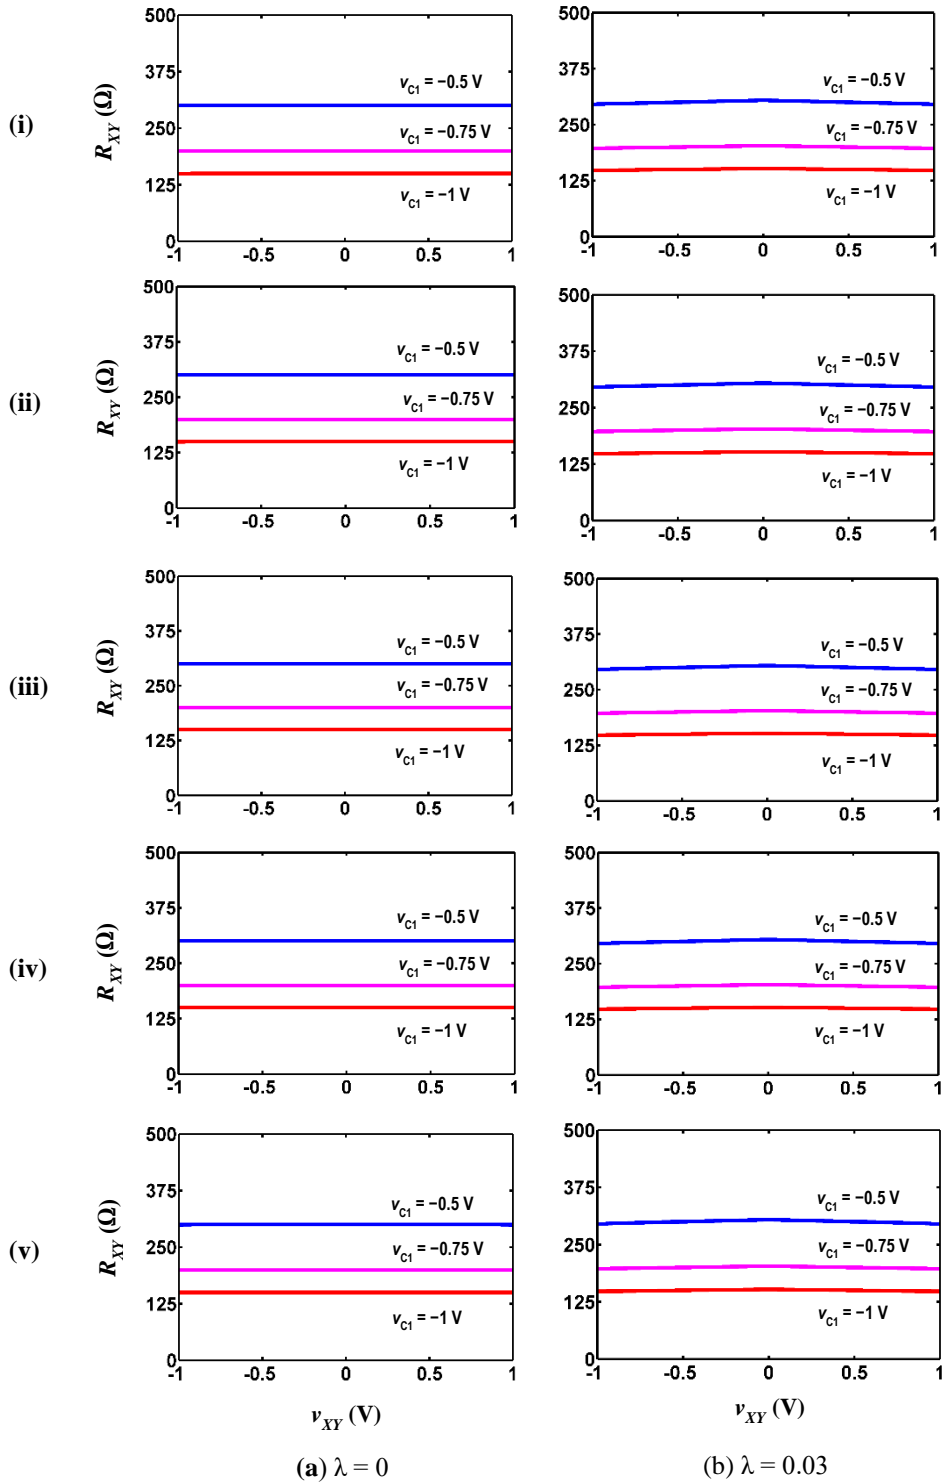 (i)
R_XY (Ω)
500
375
250
125
0
v_C1 = −0.5 V
v_C1 = −0.75 V
v_C1 = −1 V
-1 -0.5 0 0.5 1
500
375
250
125
0
v_C1 = −0.5 V
v_C1 = −0.75 V
v_C1 = −1 V
-1 -0.5 0 0.5 1
(ii)
R_XY (Ω)
500
375
250
125
0
v_C1 = −0.5 V
v_C1 = −0.75 V
v_C1 = −1 V
-1 -0.5 0 0.5 1
500
375
250
125
0
v_C1 = −0.5 V
v_C1 = −0.75 V
v_C1 = −1 V
-1 -0.5 0 0.5 1
(iii)
R_XY (Ω)
500
375
250
125
0
v_C1 = −0.5 V
v_C1 = −0.75 V
v_C1 = −1 V
-1 -0.5 0 0.5 1
500
375
250
125
0
v_C1 = −0.5 V
v_C1 = −0.75 V
v_C1 = −1 V
-1 -0.5 0 0.5 1
(iv)
R_XY (Ω)
500
375
250
125
0
v_C1 = −0.5 V
v_C1 = −0.75 V
v_C1 = −1 V
-1 -0.5 0 0.5 1
500
375
250
125
0
v_C1 = −0.5 V
v_C1 = −0.75 V
v_C1 = −1 V
-1 -0.5 0 0.5 1
(v)
R_XY (Ω)
500
375
250
125
0
v_C1 = −0.5 V
v_C1 = −0.75 V
v_C1 = −1 V
-1 -0.5 0 0.5 1
v_XY (V)
500
375
250
125
0
v_C1 = −0.5 V
v_C1 = −0.75 V
v_C1 = −1 V
-1 -0.5 0 0.5 1
v_XY (V)
(a) λ = 0
(b) λ = 0.03